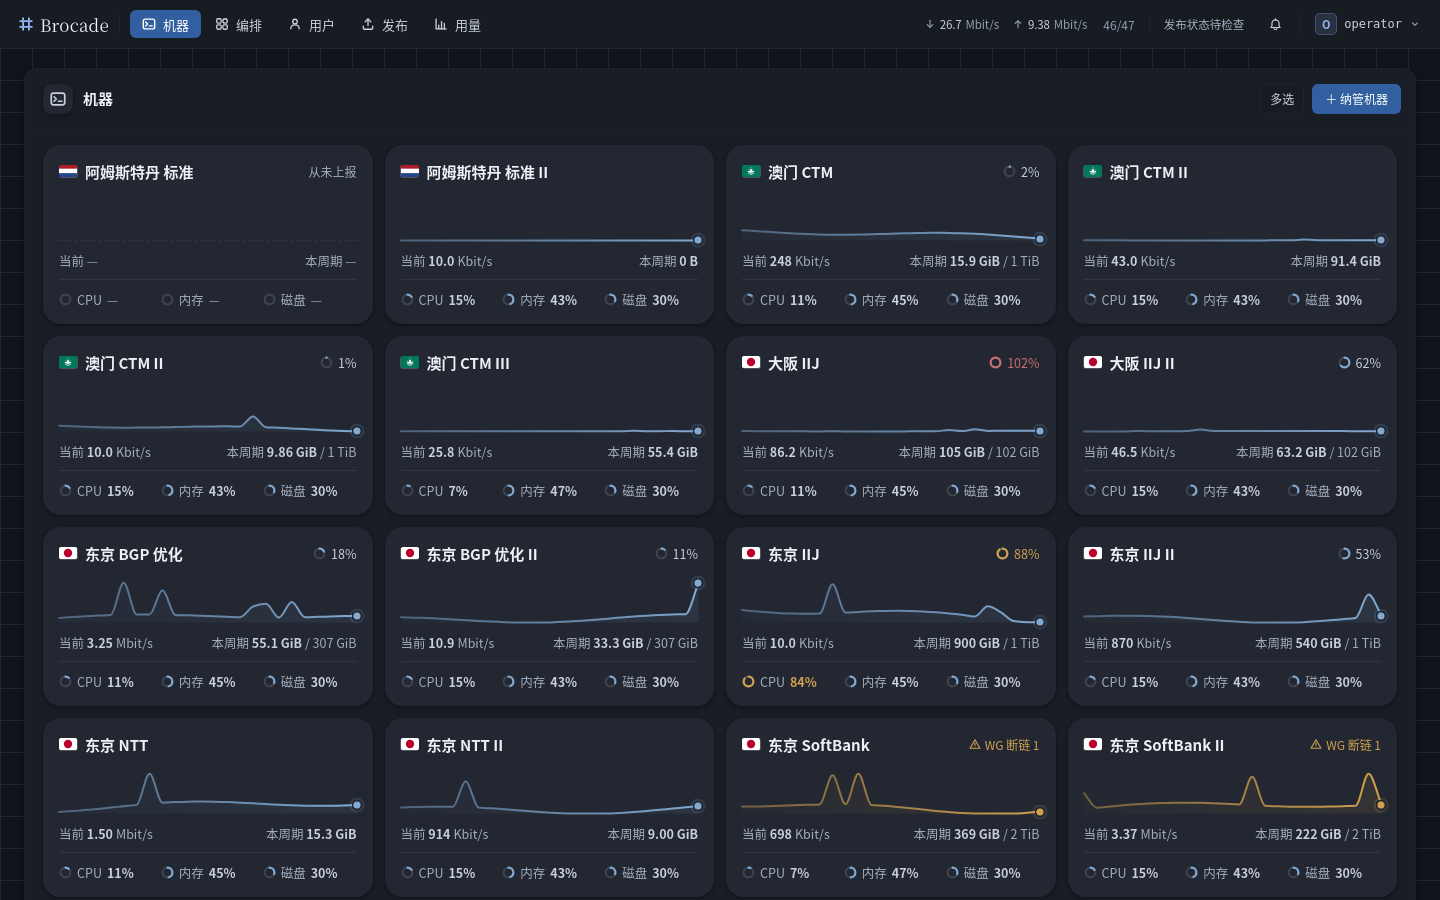 Brocade 机器 编排 用户 发布 用量 ↓ 26.7 Mbit/s ↑ 9.38 Mbit/s 46/47 发布状态待检查 O operator
机器 多选 + 纳管机器
阿姆斯特丹 标准 从未上报
当前 — 本周期 —
CPU — 内存 — 磁盘 —
阿姆斯特丹 标准 II
当前 10.0 Kbit/s 本周期 0 B
CPU 15% 内存 43% 磁盘 30%
澳门 CTM 2%
当前 248 Kbit/s 本周期 15.9 GiB / 1 TiB
CPU 11% 内存 45% 磁盘 30%
澳门 CTM II
当前 43.0 Kbit/s 本周期 91.4 GiB
CPU 15% 内存 43% 磁盘 30%
澳门 CTM II 1%
当前 10.0 Kbit/s 本周期 9.86 GiB / 1 TiB
CPU 15% 内存 43% 磁盘 30%
澳门 CTM III
当前 25.8 Kbit/s 本周期 55.4 GiB
CPU 7% 内存 47% 磁盘 30%
大阪 IIJ 102%
当前 86.2 Kbit/s 本周期 105 GiB / 102 GiB
CPU 11% 内存 45% 磁盘 30%
大阪 IIJ II 62%
当前 46.5 Kbit/s 本周期 63.2 GiB / 102 GiB
CPU 15% 内存 43% 磁盘 30%
东京 BGP 优化 18%
当前 3.25 Mbit/s 本周期 55.1 GiB / 307 GiB
CPU 11% 内存 45% 磁盘 30%
东京 BGP 优化 II 11%
当前 10.9 Mbit/s 本周期 33.3 GiB / 307 GiB
CPU 15% 内存 43% 磁盘 30%
东京 IIJ 88%
当前 10.0 Kbit/s 本周期 900 GiB / 1 TiB
CPU 84% 内存 45% 磁盘 30%
东京 IIJ II 53%
当前 870 Kbit/s 本周期 540 GiB / 1 TiB
CPU 15% 内存 43% 磁盘 30%
东京 NTT
当前 1.50 Mbit/s 本周期 15.3 GiB
CPU 11% 内存 45% 磁盘 30%
东京 NTT II
当前 914 Kbit/s 本周期 9.00 GiB
CPU 15% 内存 43% 磁盘 30%
东京 SoftBank WG 断链 1
当前 698 Kbit/s 本周期 369 GiB / 2 TiB
CPU 7% 内存 47% 磁盘 30%
东京 SoftBank II WG 断链 1
当前 3.37 Mbit/s 本周期 222 GiB / 2 TiB
CPU 15% 内存 43% 磁盘 30%